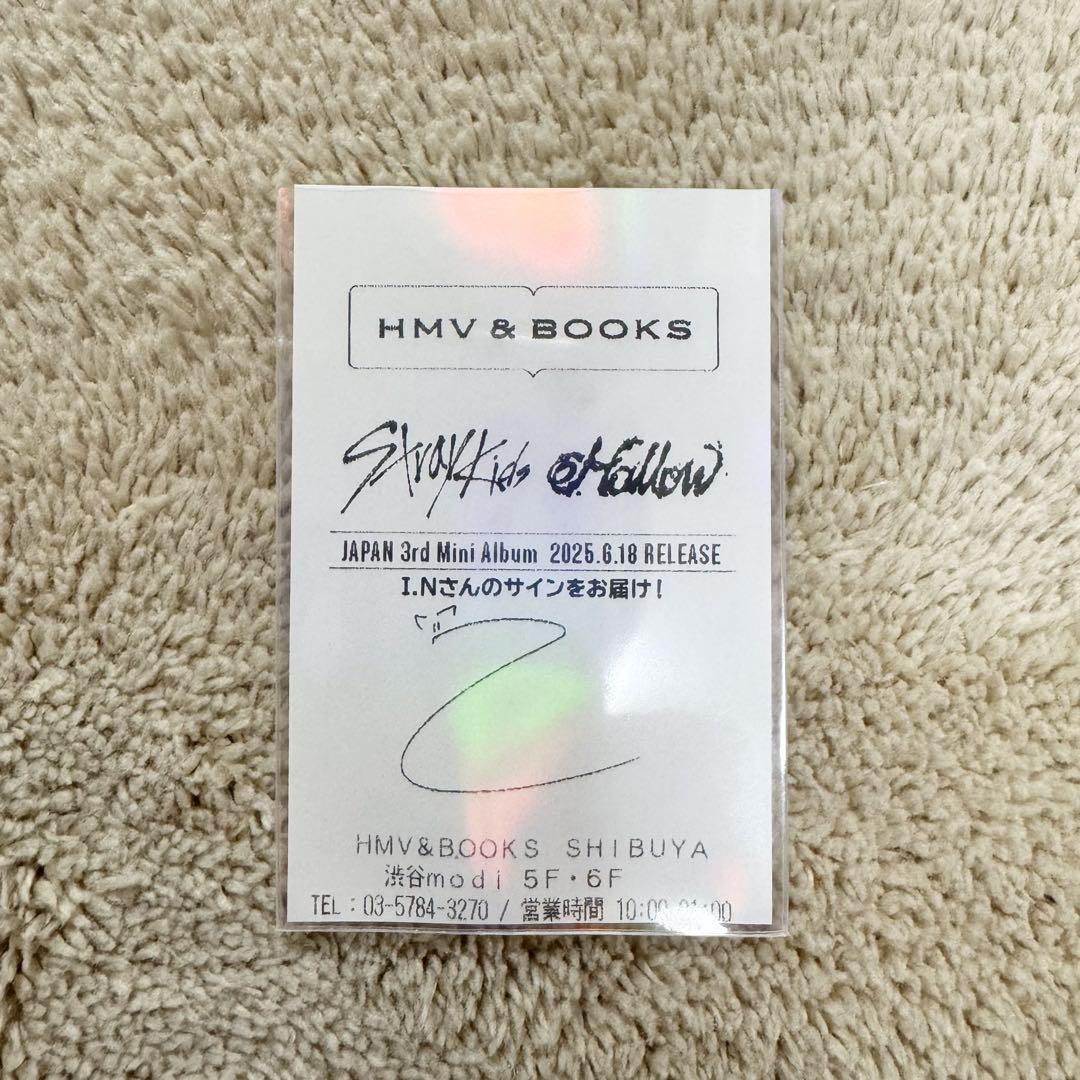 HMV & BOOKS
Stray Kids Hollow
JAPAN 3rd Mini Album 2025.6.18 RELEASE
I.Nさんのサインをお届け!
HMV&BOOKS SHIBUYA
渋谷modi 5F・6F
TEL:03-5784-3270 / 営業時間 10:00-21:00